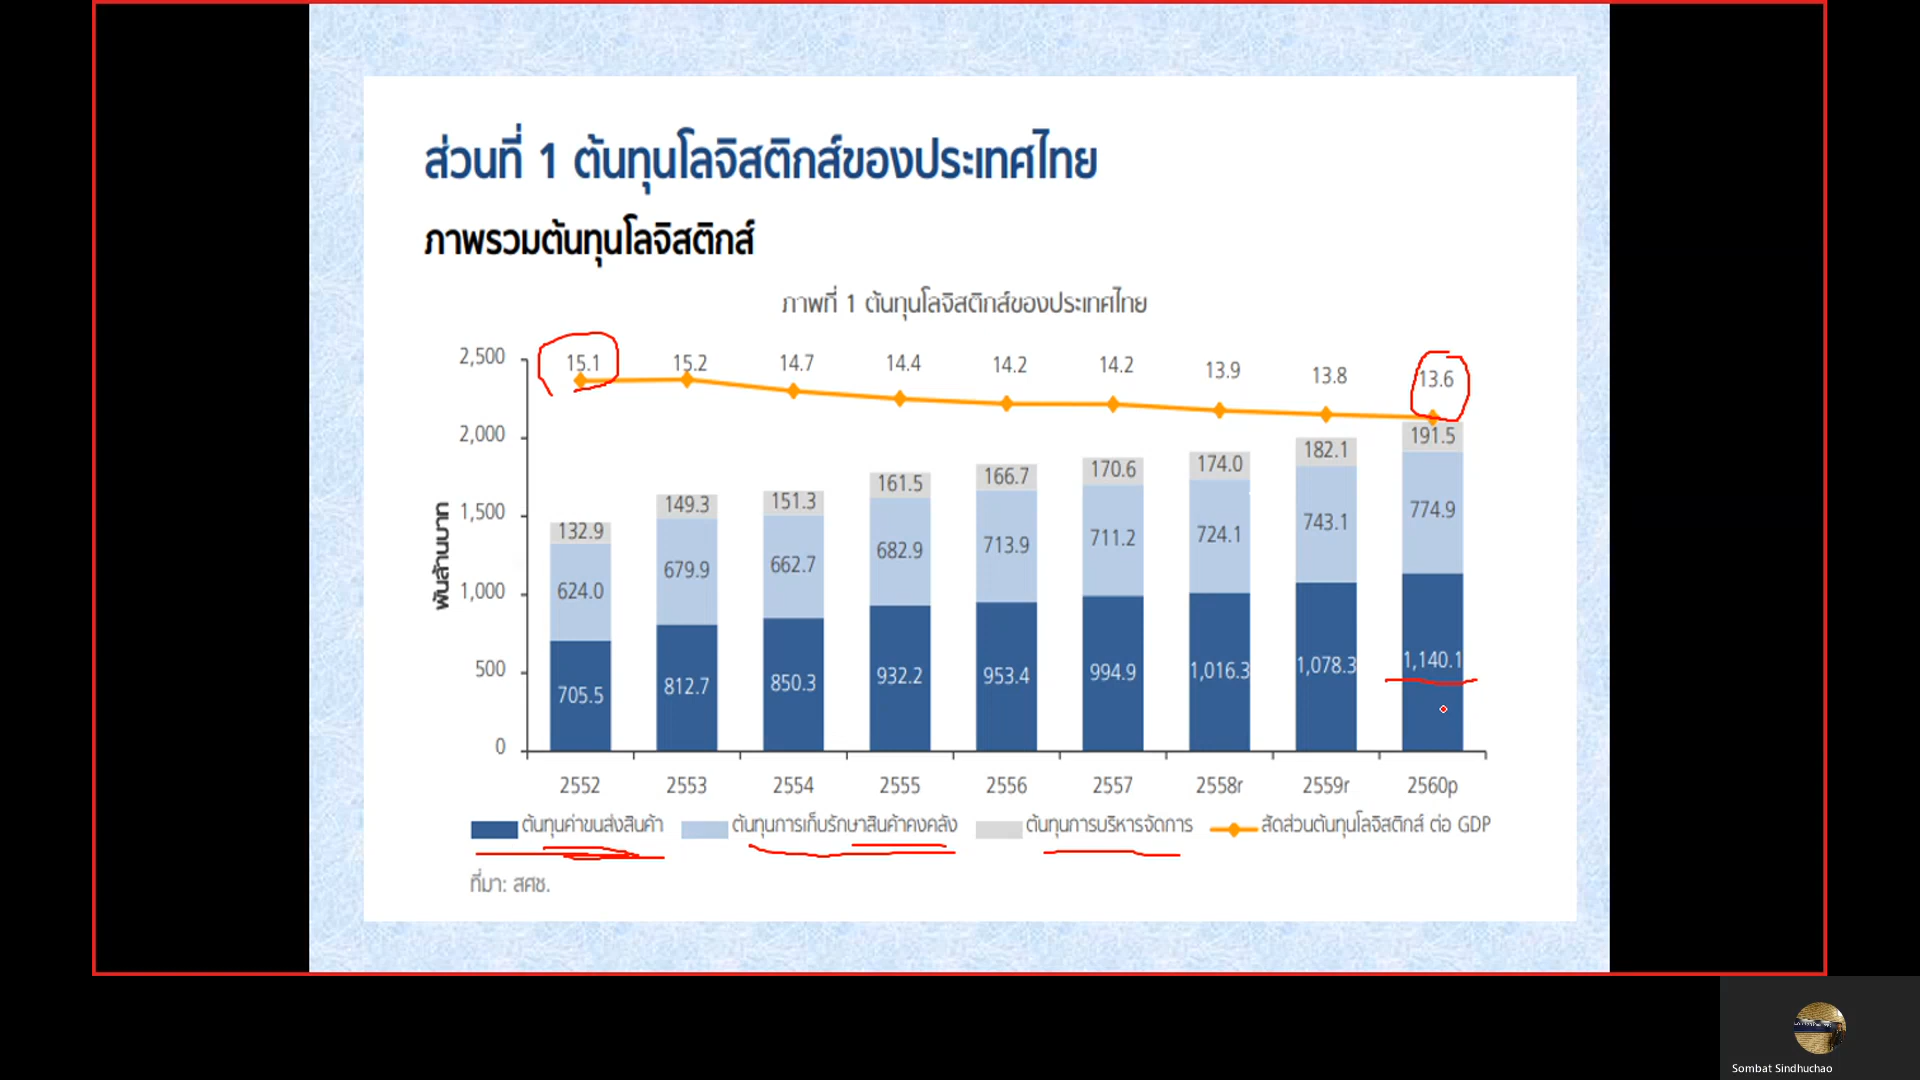 ส่วนที่ 1 ต้นทุนโลจิสติกส์ของประเทศไทย
ภาพรวมต้นทุนโลจิสติกส์
ภาพที่ 1 ต้นทุนโลจิสติกส์ของประเทศไทย
พันล้านบาท
2,500
2,000
1,500
1,000
500
0
15.1 15.2 14.7 14.4 14.2 14.2 13.9 13.8 13.6
132.9 149.3 151.3 161.5 166.7 170.6 174.0 182.1 191.5
624.0 679.9 662.7 682.9 713.9 711.2 724.1 743.1 774.9
705.5 812.7 850.3 932.2 953.4 994.9 1,016.3 1,078.3 1,140.1
2552 2553 2554 2555 2556 2557 2558r 2559r 2560p
ต้นทุนค่าขนส่งสินค้า ต้นทุนการเก็บรักษาสินค้าคงคลัง ต้นทุนการบริหารจัดการ สัดส่วนต้นทุนโลจิสติกส์ ต่อ GDP
ที่มา: สศช.
Sombat Sindhuchao